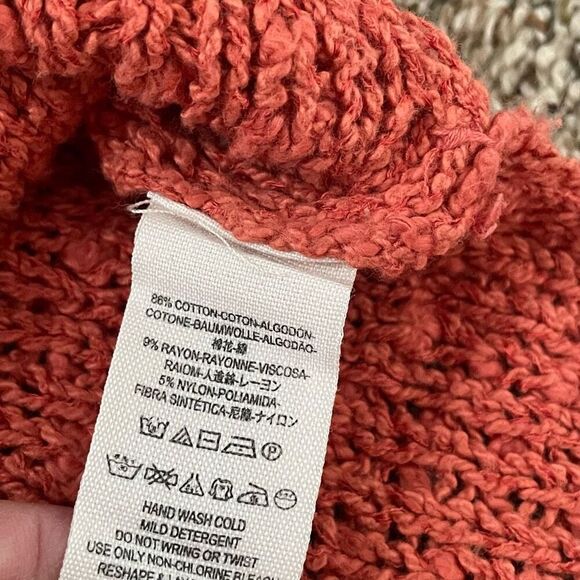 86% COTTON-COTON-ALGODÓN-
COTONE-BAUMWOLLE-ALGODÃO-
棉花-綿
9% RAYON-RAYONNE-VISCOSA-
RAIOM-人造絲-レーヨン
5% NYLON-POLIAMIDA-
FIBRA SINTÉTICA-尼龍-ナイロン
HAND WASH COLD
MILD DETERGENT
DO NOT WRING OR TWIST
USE ONLY NON-CHLORINE BLEACH
RESHAPE &